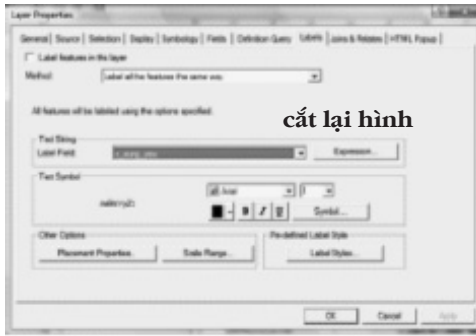 Layer Properties
General Source Selection Display Symbology Fields Definition Query Labels Joins & Relates HTML Popup
Label features in this layer
Method: Label all the features the same way.
All features will be labeled using the options specified.
cắt lại hình
Text String
Label Field: Expression...
Text Symbol
Arial
B I U Symbol...
Other Options Pre-defined Label Style
Placement Properties... Scale Range... Label Styles...
OK Cancel Apply